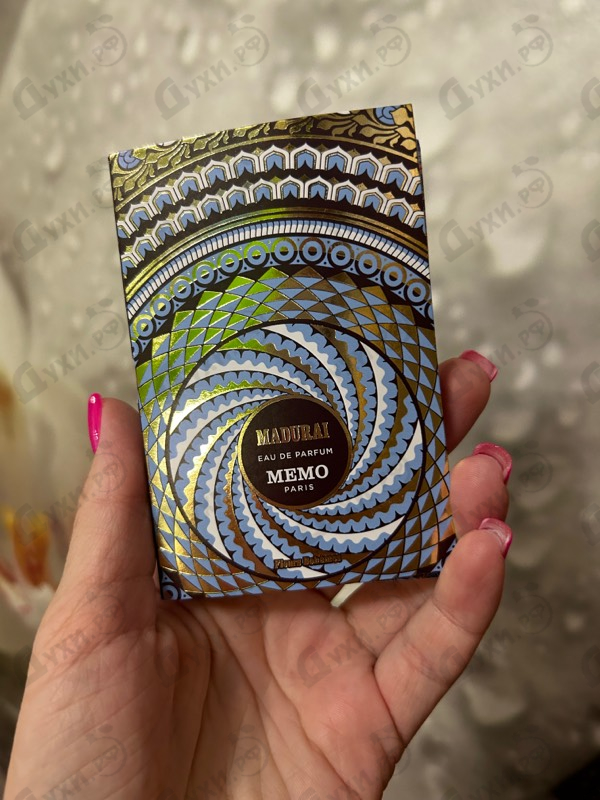 MADURAI
EAU DE PARFUM
MEMO
PARIS
Духи.РФ